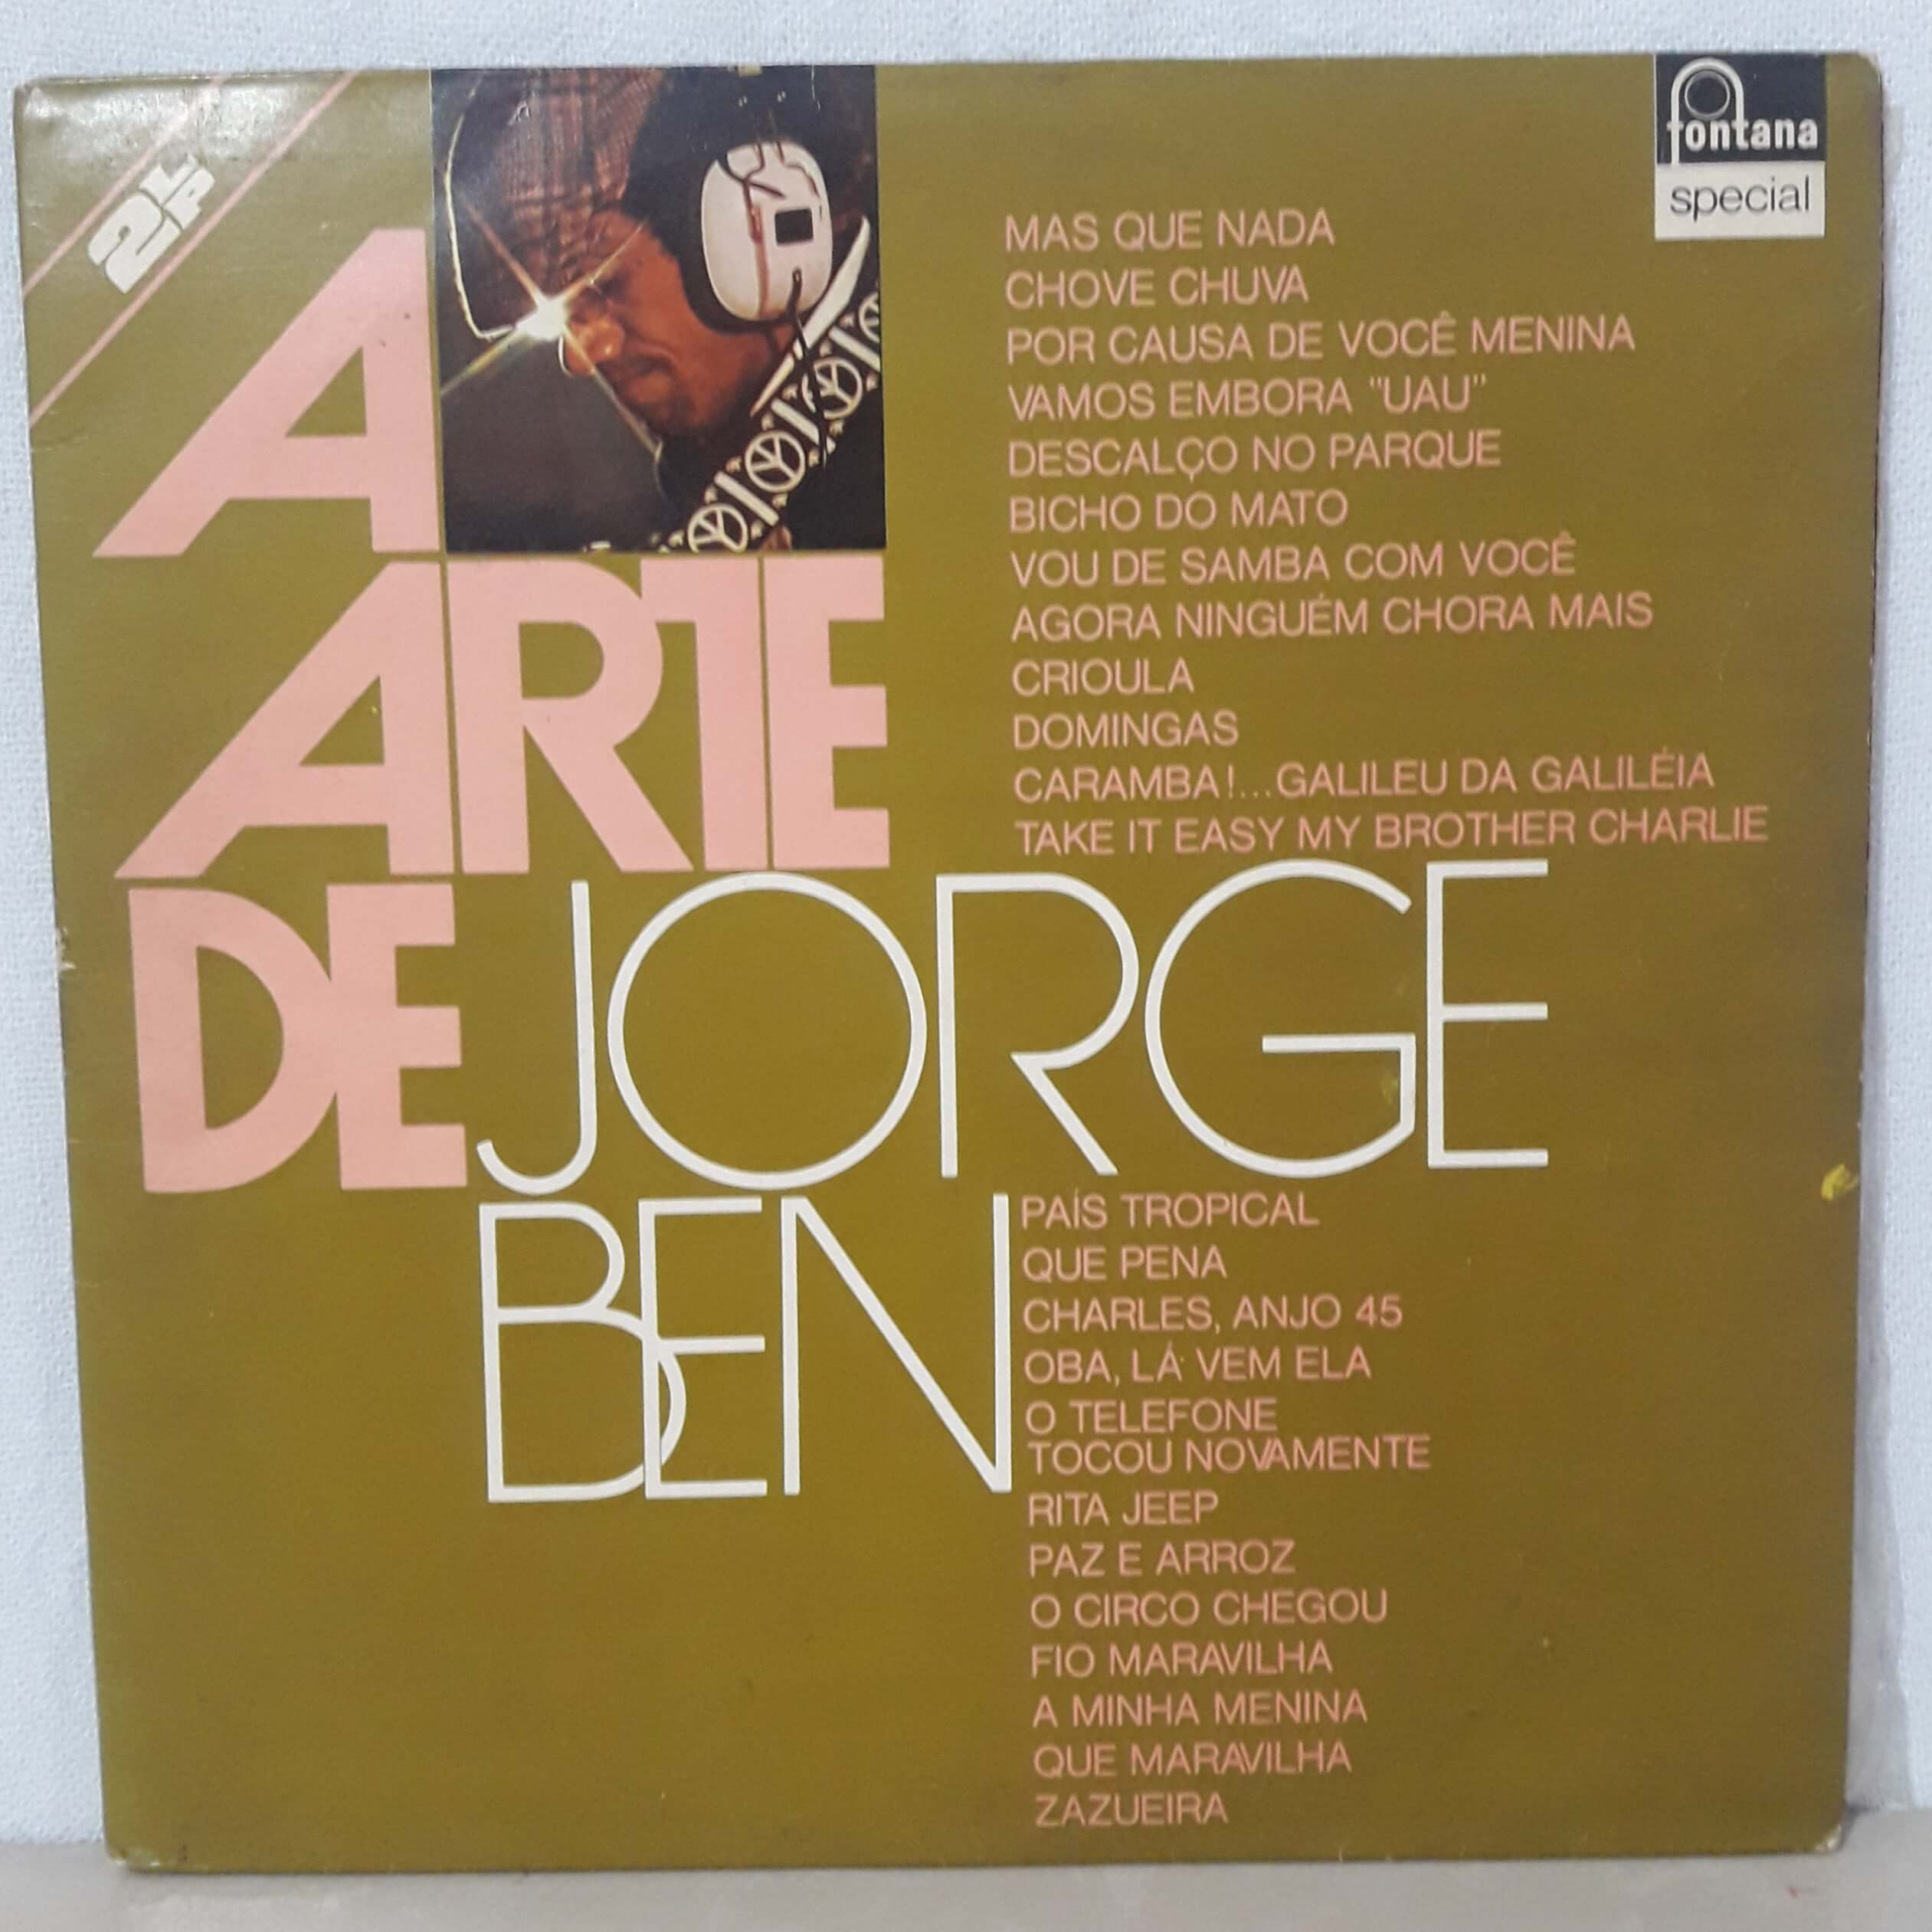 2 LP
fontana
special
A
ARTE
DE JORGE
BEN
MAS QUE NADA
CHOVE CHUVA
POR CAUSA DE VOCÊ MENINA
VAMOS EMBORA "UAU"
DESCALÇO NO PARQUE
BICHO DO MATO
VOU DE SAMBA COM VOCÊ
AGORA NINGUÉM CHORA MAIS
CRIOULA
DOMINGAS
CARAMBA!...GALILEU DA GALILÉIA
TAKE IT EASY MY BROTHER CHARLIE
PAÍS TROPICAL
QUE PENA
CHARLES, ANJO 45
OBA, LÁ VEM ELA
O TELEFONE
TOCOU NOVAMENTE
RITA JEEP
PAZ E ARROZ
O CIRCO CHEGOU
FIO MARAVILHA
A MINHA MENINA
QUE MARAVILHA
ZAZUEIRA